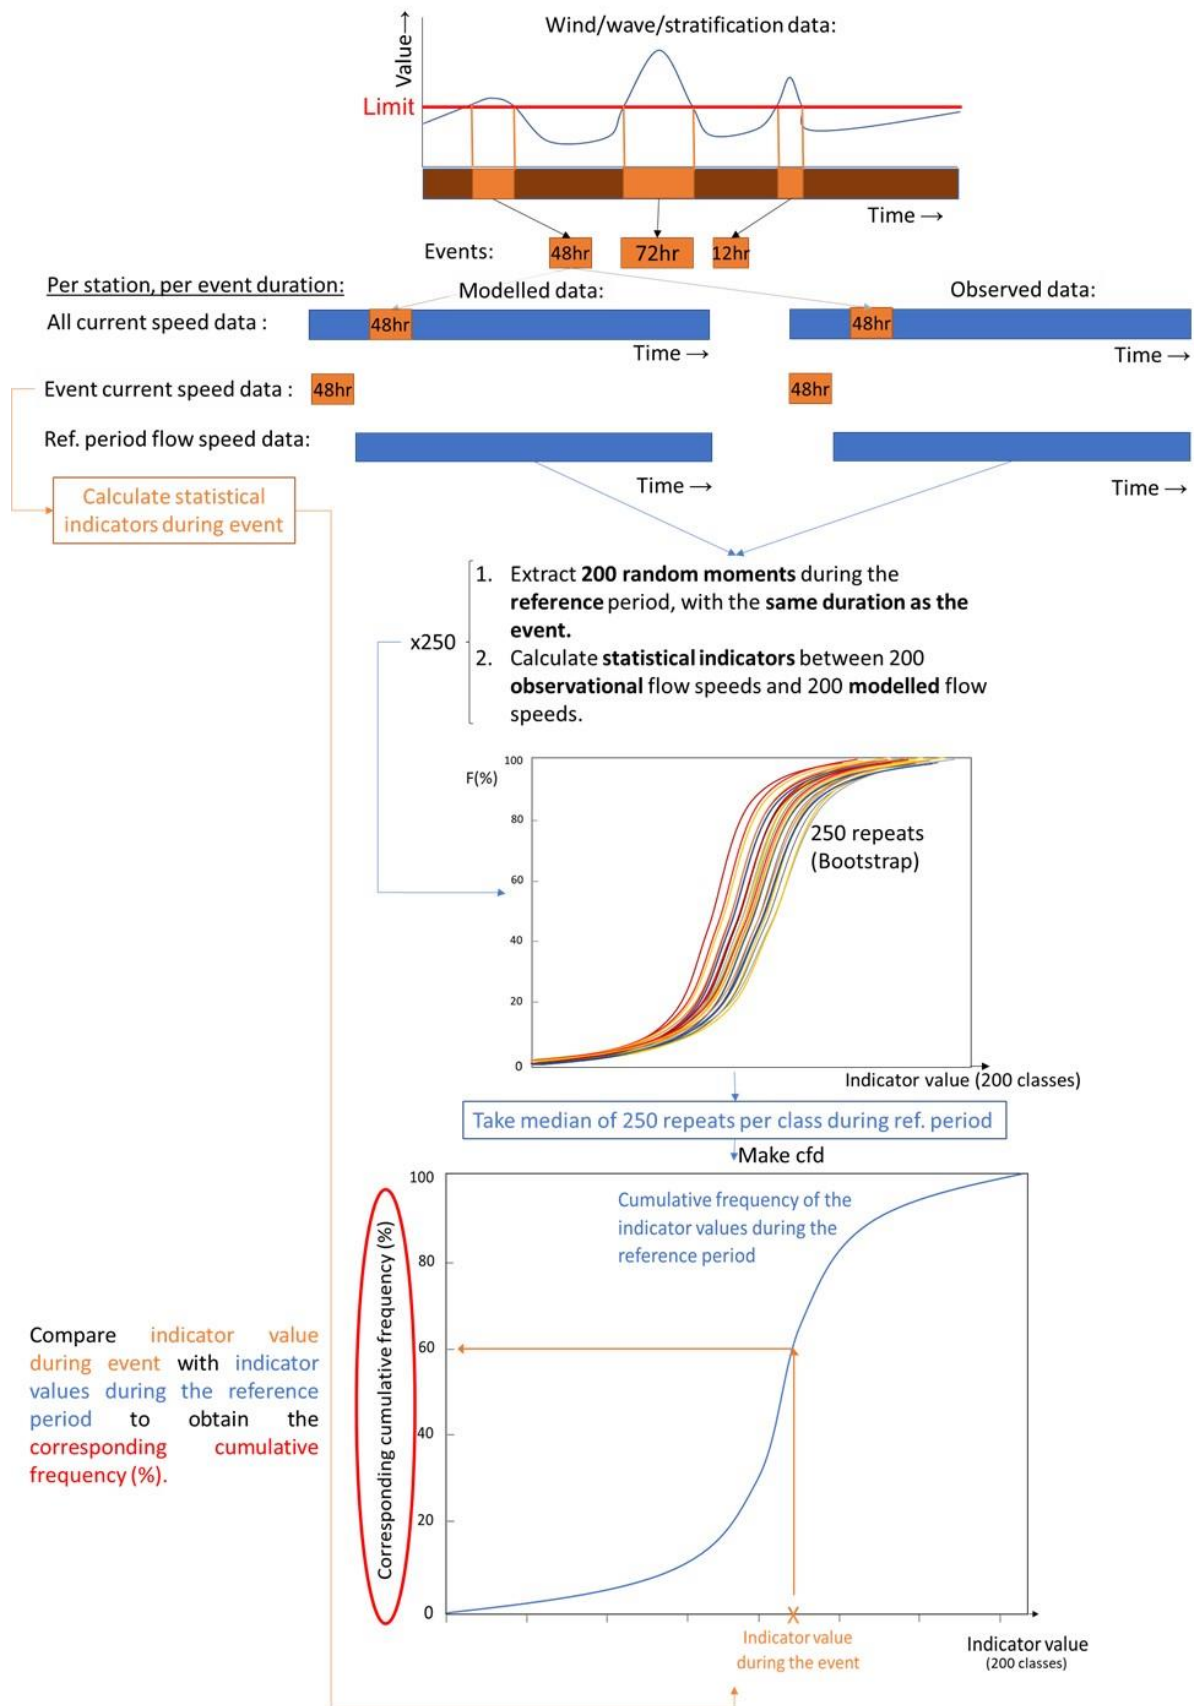 Wind/wave/stratification data:
Value→
Limit
Time →
Events:
48hr
72hr
12hr
Per station, per event duration:
Modelled data:
Observed data:
All current speed data :
48hr
48hr
Time →
Time →
Event current speed data :
48hr
48hr
Ref. period flow speed data:
Time →
Time →
Calculate statistical
indicators during event
x250
1. Extract 200 random moments during the
reference period, with the same duration as the
event.
2. Calculate statistical indicators between 200
observational flow speeds and 200 modelled flow
speeds.
F(%)
100
80
60
40
20
0
250 repeats
(Bootstrap)
Indicator value (200 classes)
Take median of 250 repeats per class during ref. period
Make cfd
Corresponding cumulative frequency (%)
100
80
60
40
20
0
Cumulative frequency of the
indicator values during the
reference period
Compare indicator value
during event with indicator
values during the reference
period to obtain the
corresponding cumulative
frequency (%).
X
Indicator value
during the event
Indicator value
(200 classes)